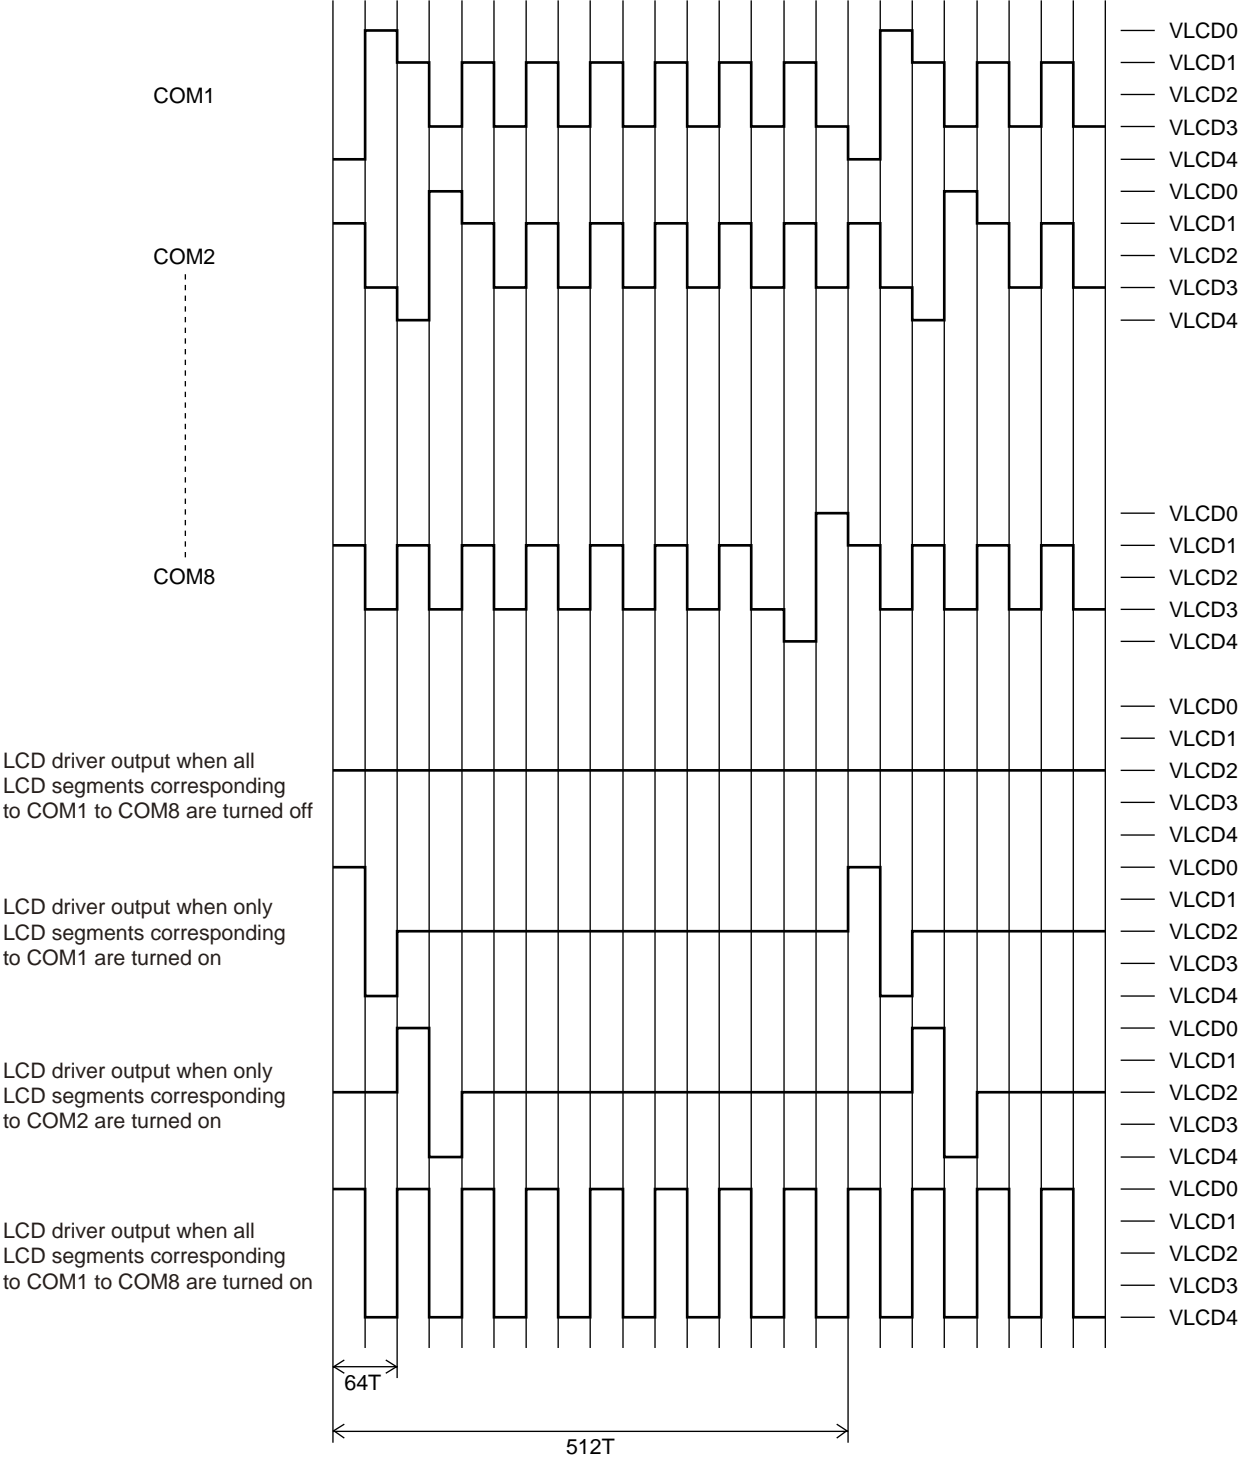 VLCD0
VLCD1
COM1
VLCD2
VLCD3
VLCD4
VLCD0
VLCD1
COM2
VLCD2
VLCD3
VLCD4
VLCD0
VLCD1
COM8
VLCD2
VLCD3
VLCD4
VLCD0
VLCD1
LCD driver output when all
LCD segments corresponding
to COM1 to COM8 are turned off
VLCD2
VLCD3
VLCD4
VLCD0
VLCD1
LCD driver output when only
LCD segments corresponding
to COM1 are turned on
VLCD2
VLCD3
VLCD4
VLCD0
VLCD1
LCD driver output when only
LCD segments corresponding
to COM2 are turned on
VLCD2
VLCD3
VLCD4
VLCD0
VLCD1
LCD driver output when all
LCD segments corresponding
to COM1 to COM8 are turned on
VLCD2
VLCD3
VLCD4
64T
512T